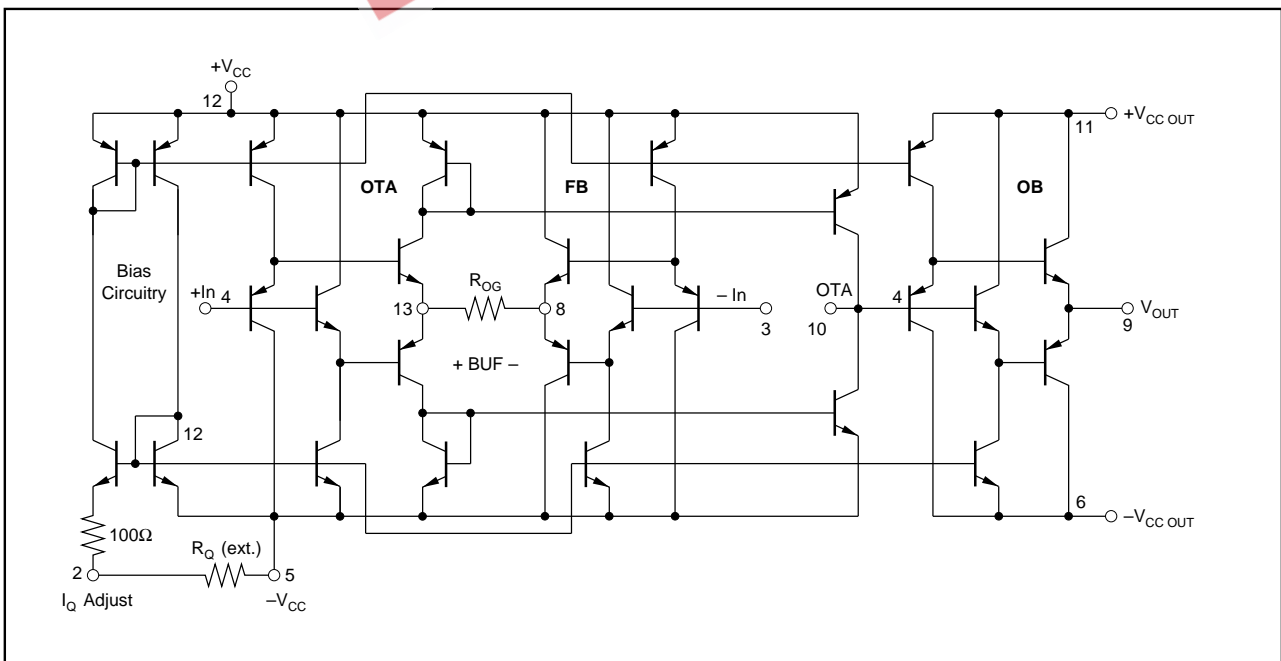 +VCC
12
OTA
FB
OB
11
+VCC OUT
Bias
Circuitry
+In
4
13
ROG
8
– In
3
OTA
10
4
VOUT
9
+ BUF –
12
100Ω
RQ (ext.)
2
5
IQ Adjust
–VCC
6
–VCC OUT